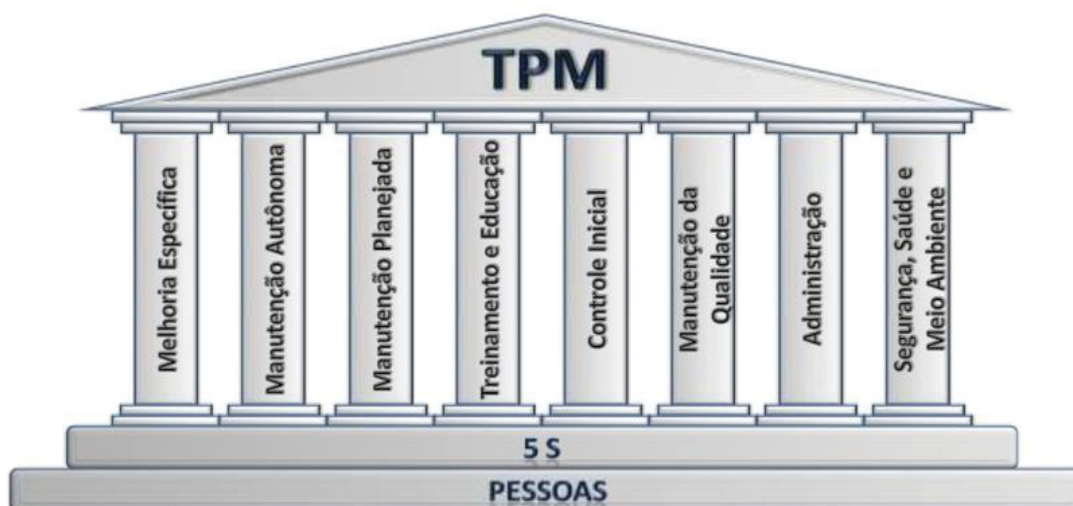 TPM
Melhoria Específica
Manutenção Autônoma
Manutenção Planejada
Treinamento e Educação
Controle Inicial
Manutenção da
Qualidade
Administração
Segurança, Saúde e
Meio Ambiente
5 S
PESSOAS